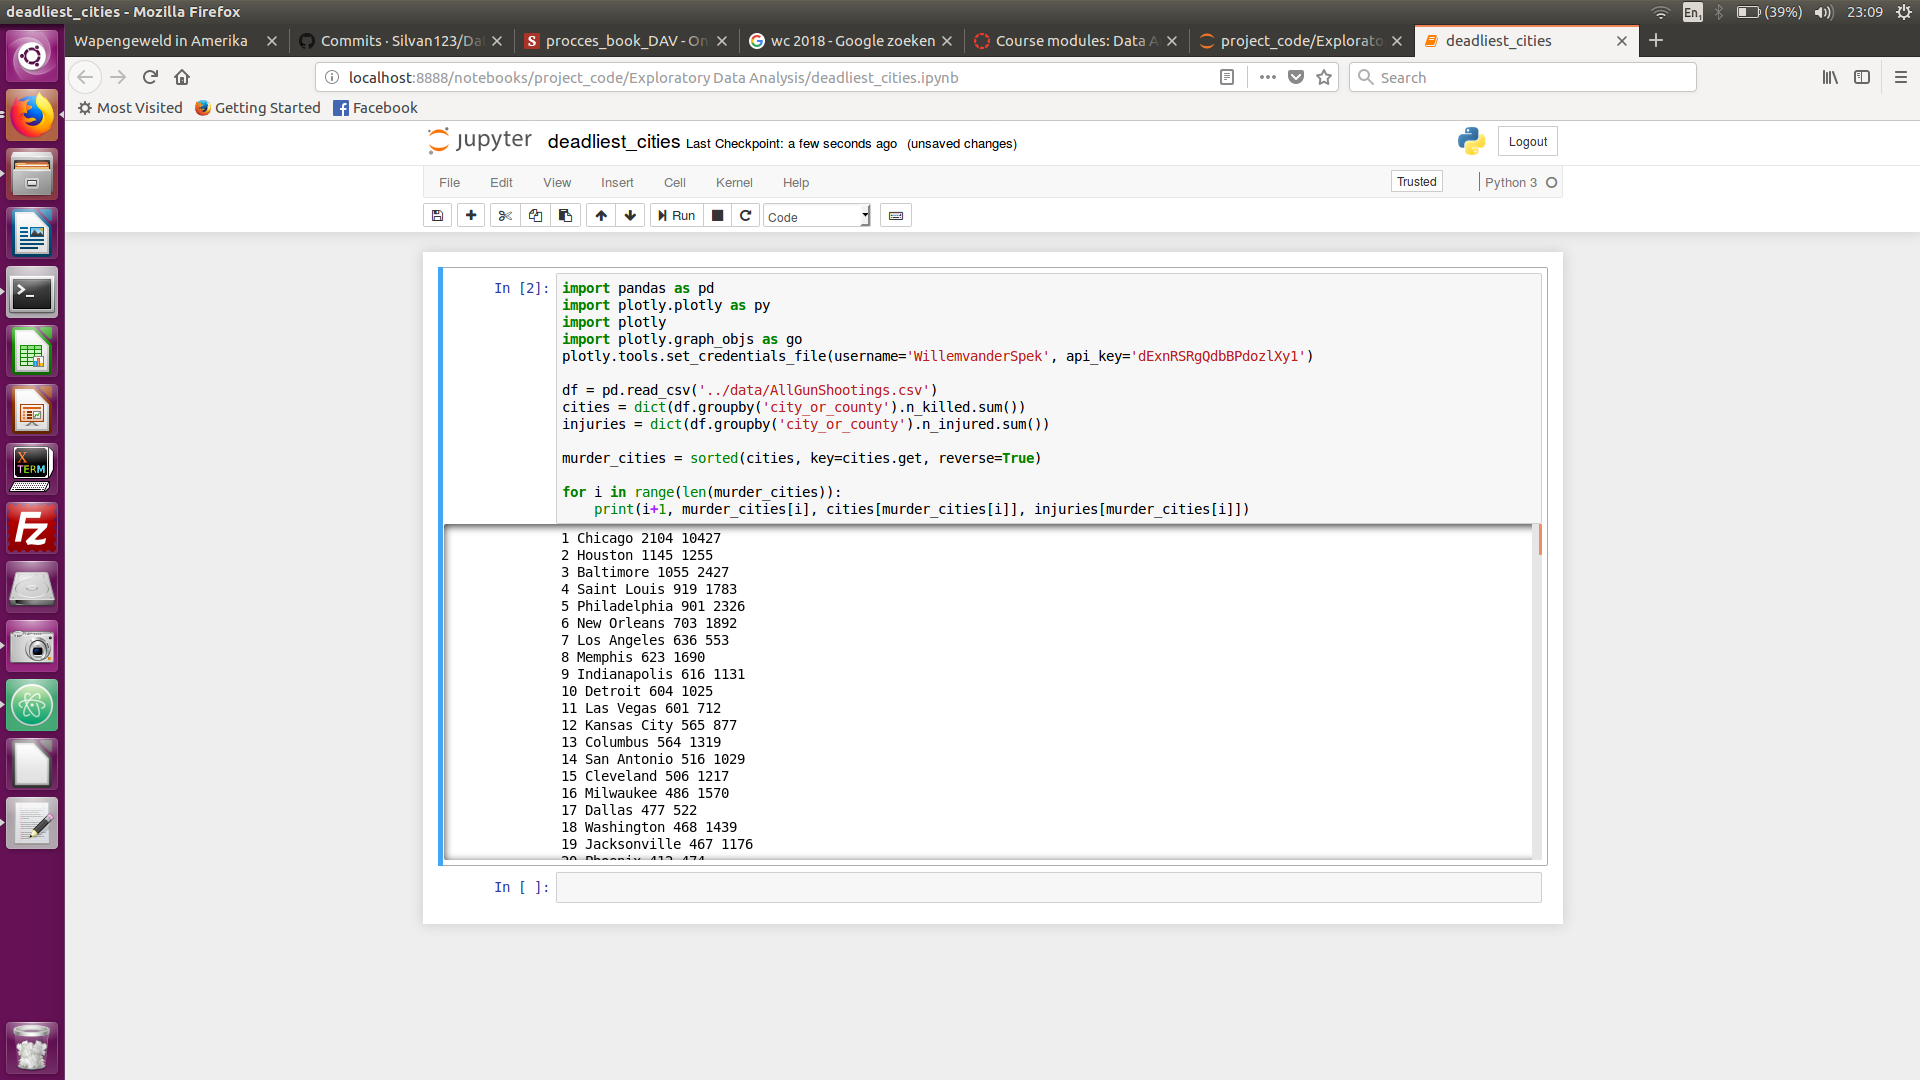 deadliest_cities - Mozilla Firefox
En1 (39%) 23:09
Wapengeweld in Amerika
Commits · Silvan123/Da
procces_book_DAV - On
wc 2018 - Google zoeken
Course modules: Data A
project_code/Explorato
deadliest_cities
localhost:8888/notebooks/project_code/Exploratory Data Analysis/deadliest_cities.ipynb
Search
Most Visited Getting Started Facebook
jupyter deadliest_cities Last Checkpoint: a few seconds ago (unsaved changes)
Logout
File Edit View Insert Cell Kernel Help
Trusted Python 3
Run Code
In [2]:
import pandas as pd
import plotly.plotly as py
import plotly
import plotly.graph_objs as go
plotly.tools.set_credentials_file(username='WillemvanderSpek', api_key='dExnRSRgQdbBPdozlXy1')
df = pd.read_csv('../data/AllGunShootings.csv')
cities = dict(df.groupby('city_or_county').n_killed.sum())
injuries = dict(df.groupby('city_or_county').n_injured.sum())
murder_cities = sorted(cities, key=cities.get, reverse=True)
for i in range(len(murder_cities)):
    print(i+1, murder_cities[i], cities[murder_cities[i]], injuries[murder_cities[i]])
1 Chicago 2104 10427
2 Houston 1145 1255
3 Baltimore 1055 2427
4 Saint Louis 919 1783
5 Philadelphia 901 2326
6 New Orleans 703 1892
7 Los Angeles 636 553
8 Memphis 623 1690
9 Indianapolis 616 1131
10 Detroit 604 1025
11 Las Vegas 601 712
12 Kansas City 565 877
13 Columbus 564 1319
14 San Antonio 516 1029
15 Cleveland 506 1217
16 Milwaukee 486 1570
17 Dallas 477 522
18 Washington 468 1439
19 Jacksonville 467 1176
20 Phoenix 412 474
In [ ]:
X
TERM
Fz